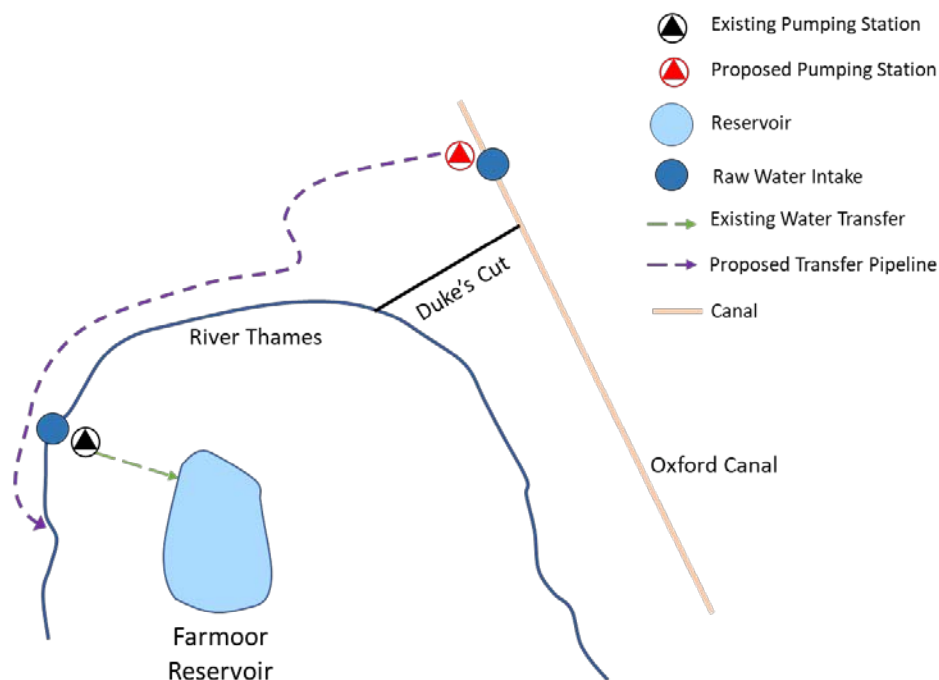 Existing Pumping Station
Proposed Pumping Station
Reservoir
Raw Water Intake
Existing Water Transfer
Proposed Transfer Pipeline
Canal
Duke's Cut
River Thames
Oxford Canal
Farmoor
Reservoir